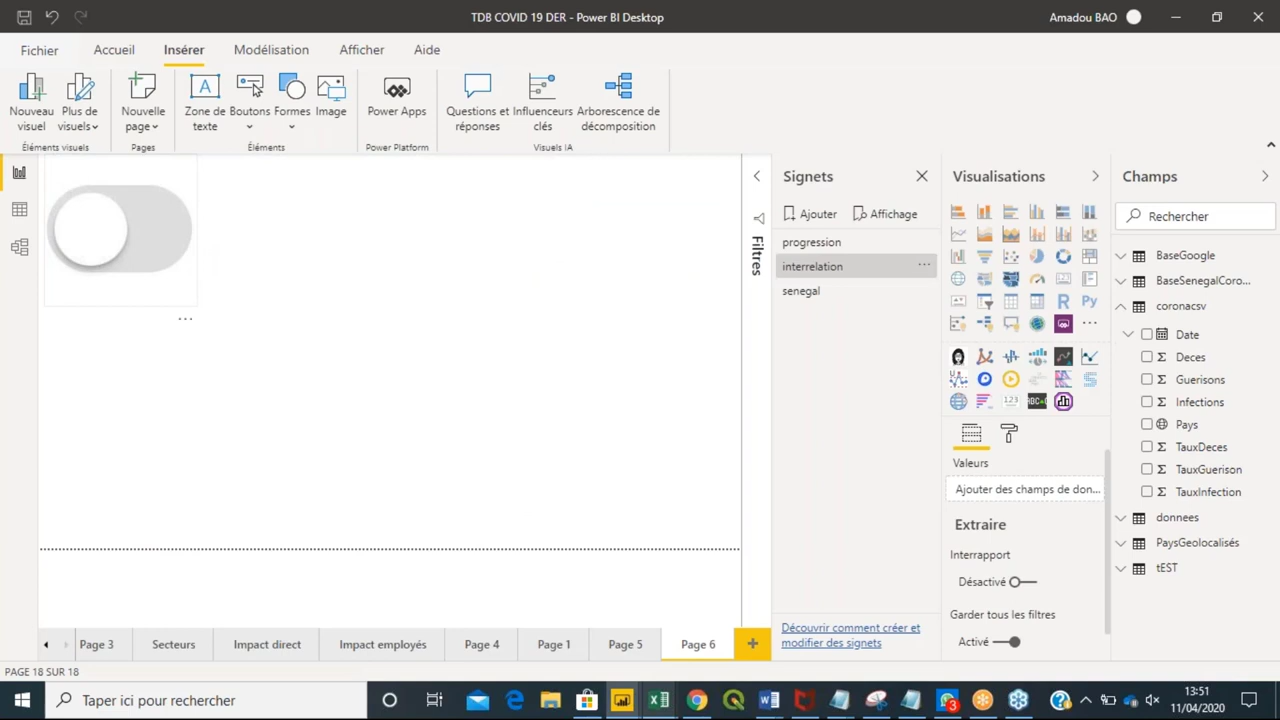 TDB COVID 19 DER - Power BI Desktop
Amadou BAO
Fichier
Accueil
Insérer
Modélisation
Afficher
Aide
Nouveau
visuel
Plus de
visuels
Nouvelle
page
Zone de
texte
Boutons
Formes
Image
Power Apps
Questions et
réponses
Influenceurs
clés
Arborescence de
décomposition
Éléments visuels
Pages
Éléments
Power Platform
Visuels IA
Filtres
Signets
Ajouter
Affichage
progression
interrelation
senegal
Découvrir comment créer et
modifier des signets
Visualisations
R
Py
123
ABC
Valeurs
Ajouter des champs de don...
Extraire
Interrapport
Désactivé
Garder tous les filtres
Activé
Champs
Rechercher
BaseGoogle
BaseSenegalCoro...
coronacsv
Date
Deces
Guerisons
Infections
Pays
TauxDeces
TauxGuerison
TauxInfection
donnees
PaysGeolocalisés
tEST
Page 3
Secteurs
Impact direct
Impact employés
Page 4
Page 1
Page 5
Page 6
PAGE 18 SUR 18
Taper ici pour rechercher
3
13:51
11/04/2020